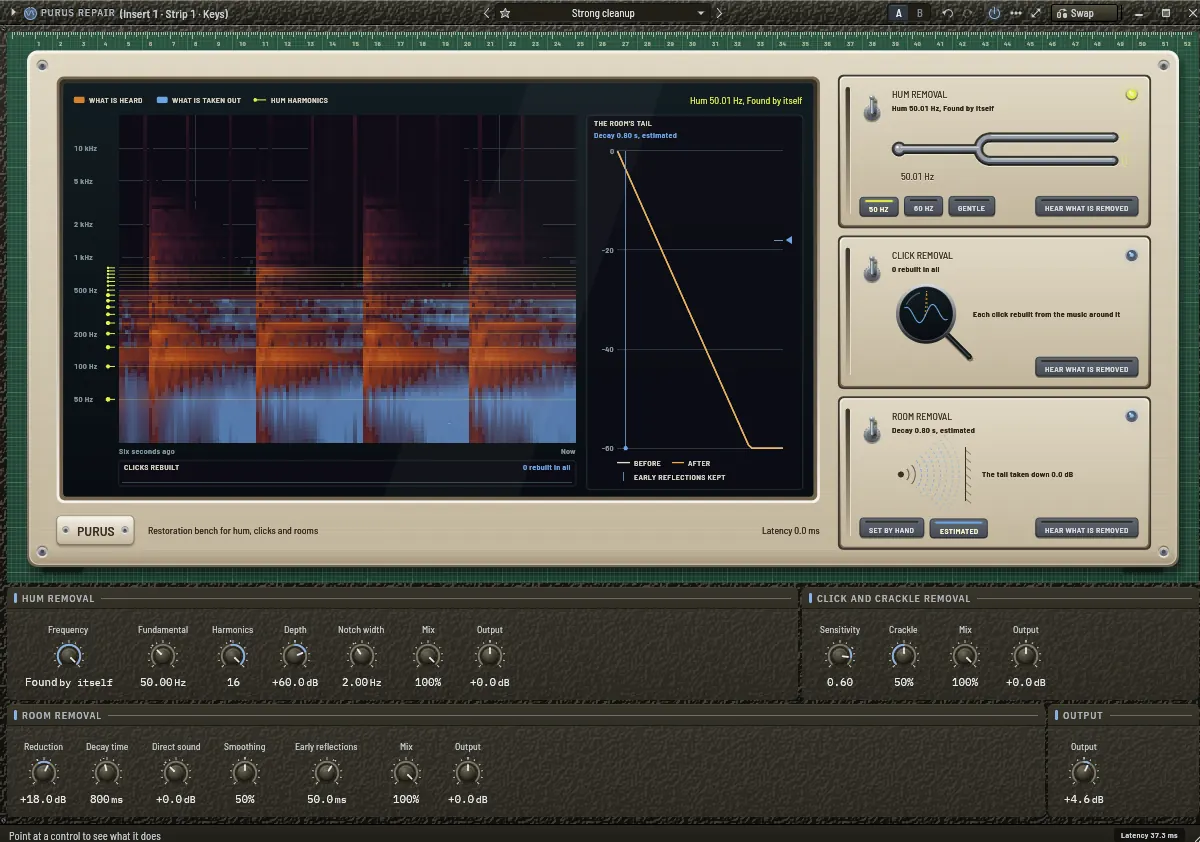 PURUS REPAIR (Insert 1 · Strip 1 · Keys)
Strong cleanup
A B
Swap
1 2 3 4 5 6 7 8 9 10 11 12 13 14 15 16 17 18 19 20 21 22 23 24 25 26 27 28 29 30 31 32 33 34 35 36 37 38 39 40 41 42 43 44 45 46 47 48 49 50 51 52
WHAT IS HEARD WHAT IS TAKEN OUT HUM HARMONICS
Hum 50.01 Hz, Found by itself
10 kHz
5 kHz
2 kHz
1 kHz
500 Hz
200 Hz
100 Hz
50 Hz
Six seconds ago Now
CLICKS REBUILT 0 rebuilt in all
THE ROOM'S TAIL
Decay 0.80 s, estimated
0
-20
-40
-60
BEFORE AFTER
EARLY REFLECTIONS KEPT
PURUS
Restoration bench for hum, clicks and rooms
Latency 0.0 ms
HUM REMOVAL
Hum 50.01 Hz, Found by itself
50.01 Hz
50 HZ 60 HZ GENTLE HEAR WHAT IS REMOVED
CLICK REMOVAL
0 rebuilt in all
Each click rebuilt from the music around it
HEAR WHAT IS REMOVED
ROOM REMOVAL
Decay 0.80 s, estimated
The tail taken down 0.0 dB
SET BY HAND ESTIMATED HEAR WHAT IS REMOVED
HUM REMOVAL
Frequency Fundamental Harmonics Depth Notch width Mix Output
Found by itself 50.00 Hz 16 +60.0 dB 2.00 Hz 100% +0.0 dB
CLICK AND CRACKLE REMOVAL
Sensitivity Crackle Mix Output
0.60 50% 100% +0.0 dB
ROOM REMOVAL
Reduction Decay time Direct sound Smoothing Early reflections Mix Output
+18.0 dB 800 ms +0.0 dB 50% 50.0 ms 100% +0.0 dB
OUTPUT
Output
+4.6 dB
Point at a control to see what it does
Latency 37.3 ms